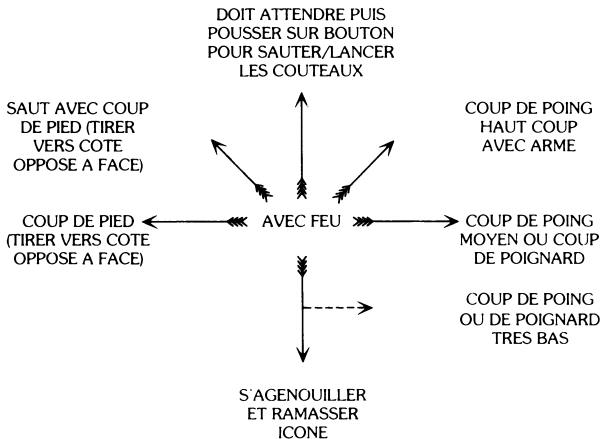 DOIT ATTENDRE PUIS
POUSSER SUR BOUTON
POUR SAUTER/LANCER
LES COUTEAUX
SAUT AVEC COUP
DE PIED (TIRER
VERS COTE
OPPOSE A FACE)
COUP DE POING
HAUT COUP
AVEC ARME
COUP DE PIED
(TIRER VERS COTE
OPPOSE A FACE)
AVEC FEU
COUP DE POING
MOYEN OU COUP
DE POIGNARD
COUP DE POING
OU DE POIGNARD
TRES BAS
S'AGENOUILLER
ET RAMASSER
ICONE